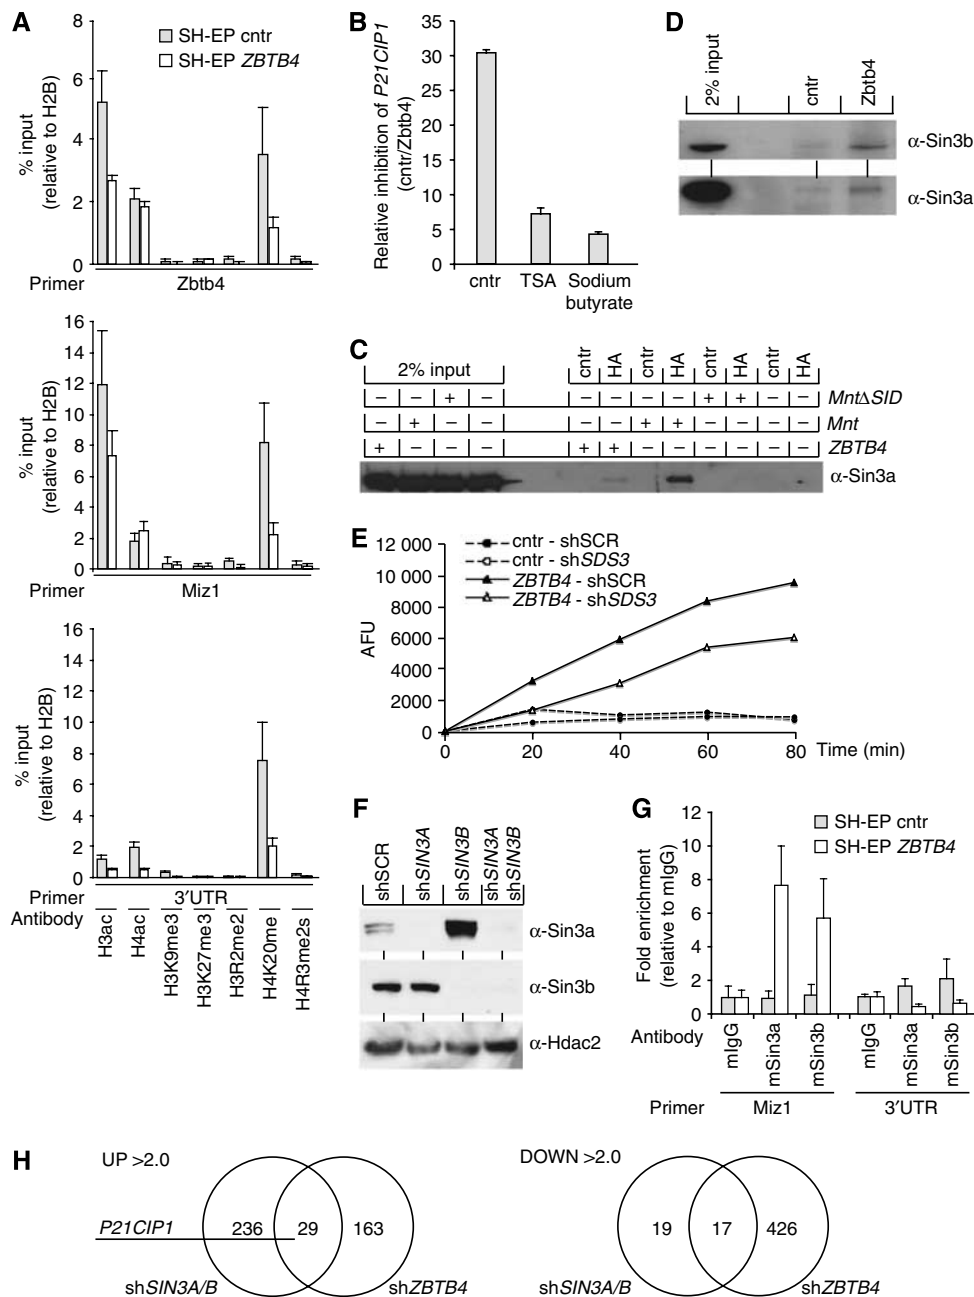 A
8
6
4
2
0
% input
(relative to H2B)
SH-EP cntr
SH-EP ZBTB4
Primer
Zbtb4
16
14
12
10
8
6
4
2
0
% input
(relative to H2B)
Primer
Miz1
16
14
12
10
8
6
4
2
0
% input
(relative to H2B)
Primer
3′UTR
Antibody
H3ac
H4ac
H3K9me3
H3K27me3
H3R2me2
H4K20me
H4R3me2s
B
35
30
25
20
15
10
5
0
Relative inhibition of P21CIP1
(cntr/Zbtb4)
cntr
TSA
Sodium
butyrate
D
2% input
cntr
Zbtb4
α-Sin3b
α-Sin3a
C
2% input
cntr HA cntr HA cntr HA cntr HA
– – + – – – – – + + – – MntΔSID
– + – – – – + + – – – – Mnt
+ – – – + + – – – – – – ZBTB4
α-Sin3a
E
12 000
10 000
8000
6000
4000
2000
0
AFU
cntr - shSCR
cntr - shSDS3
ZBTB4 - shSCR
ZBTB4 - shSDS3
0 20 40 60 80
Time (min)
F
shSCR
shSIN3A
shSIN3B
shSIN3A
shSIN3B
α-Sin3a
α-Sin3b
α-Hdac2
G
12
10
8
6
4
2
0
Fold enrichment
(relative to mIgG)
SH-EP cntr
SH-EP ZBTB4
Antibody
mIgG
mSin3a
mSin3b
mIgG
mSin3a
mSin3b
Primer
Miz1
3′UTR
H
UP >2.0
P21CIP1
236 29 163
shSIN3A/B
shZBTB4
DOWN >2.0
19 17 426
shSIN3A/B
shZBTB4